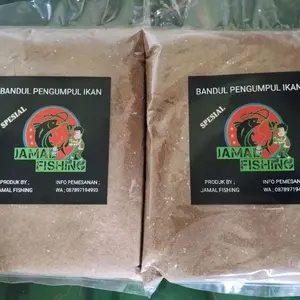 BANDUL PENGUMPUL IKAN
SPESIAL
JAMAL
FISHING
PRODUK BY ;
JAMAL FISHING
INFO PEMESANAN ;
WA ; 087897194993
BANDUL PENGUMPUL IKAN
SPESIAL
JAMAL
FISHING
PRODUK BY ;
JAMAL FISHING
INFO PEMESANAN ;
WA ; 087897194993